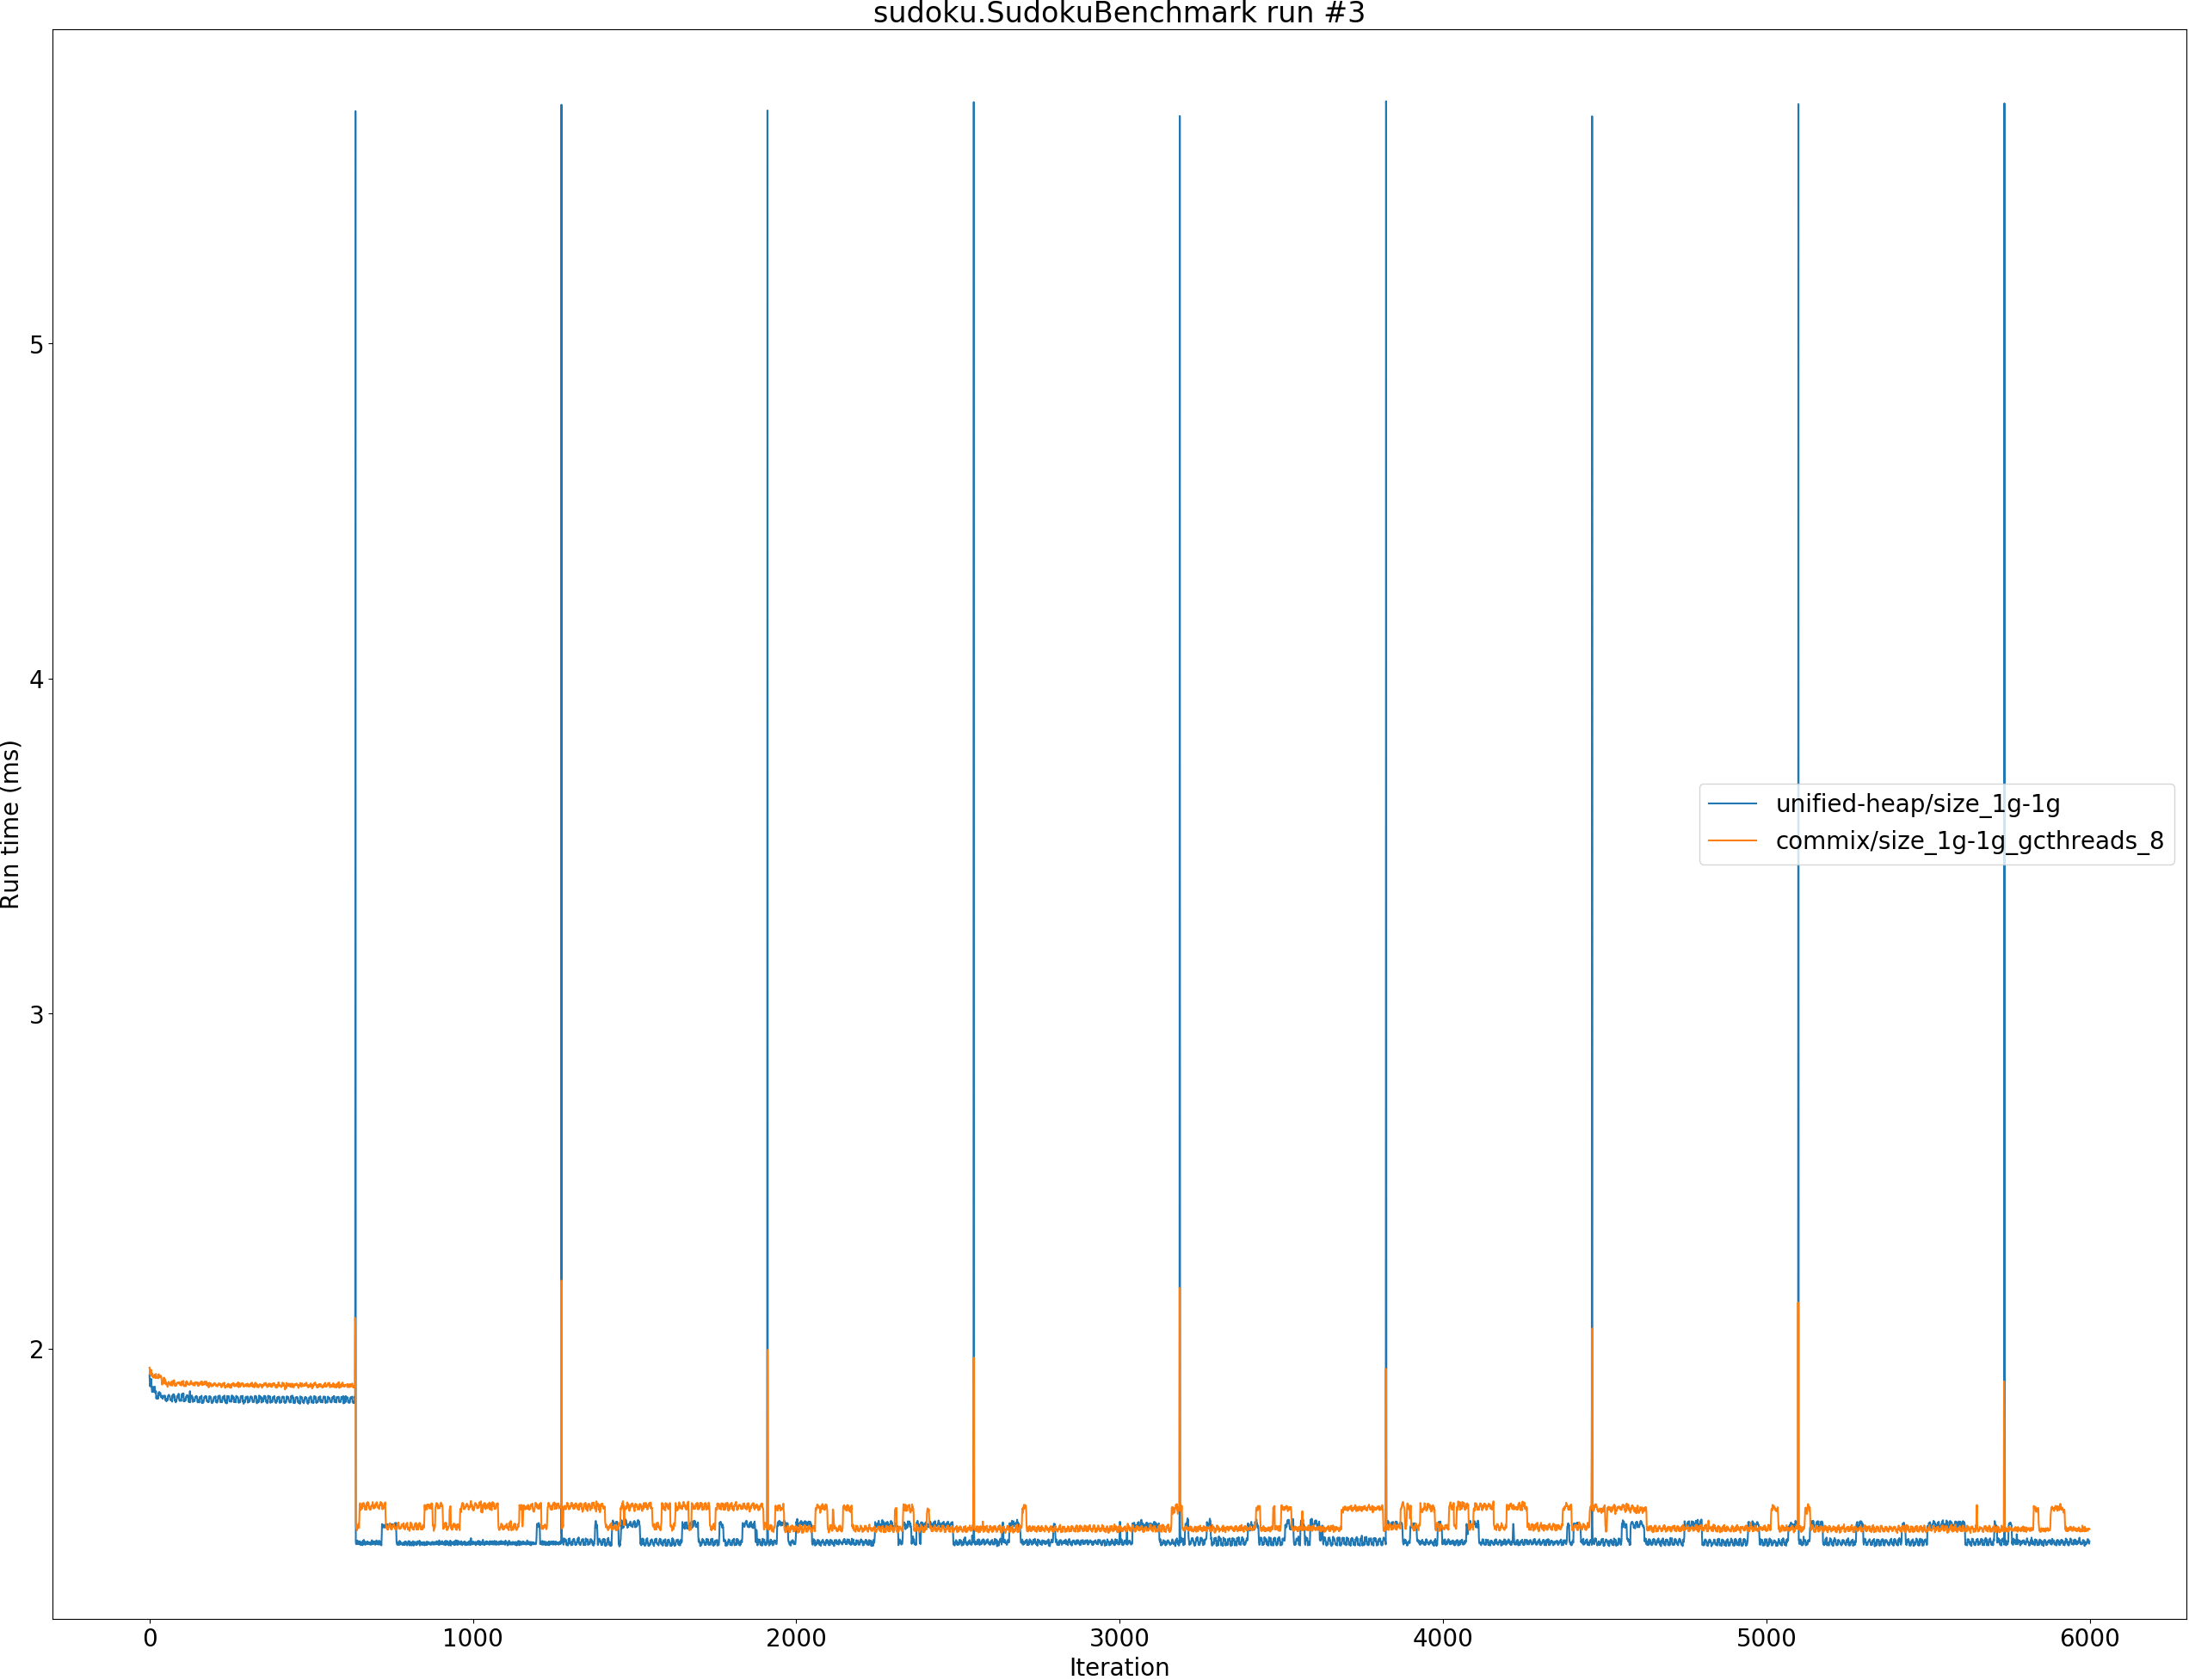 sudoku.SudokuBenchmark run #3
Run time (ms)
5
4
3
2
unified-heap/size_1g-1g
commix/size_1g-1g_gcthreads_8
0 1000 2000 3000 4000 5000 6000
Iteration